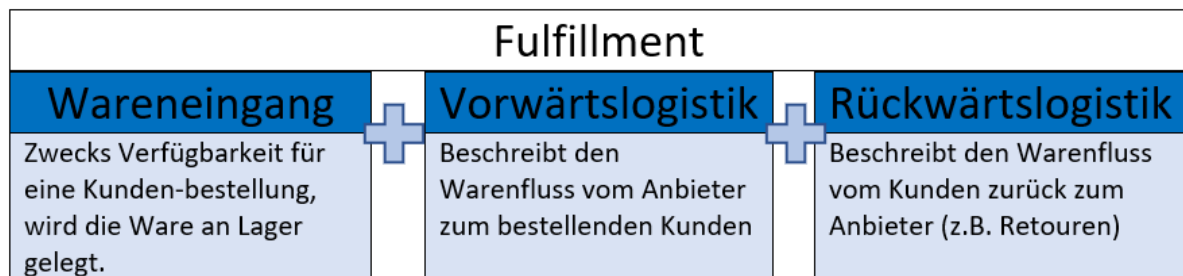 Fulfillment
Wareneingang
Zwecks Verfügbarkeit für
eine Kunden-bestellung,
wird die Ware an Lager
gelegt.
Vorwärtslogistik
Beschreibt den
Warenfluss vom Anbieter
zum bestellenden Kunden
Rückwärtslogistik
Beschreibt den Warenfluss
vom Kunden zurück zum
Anbieter (z.B. Retouren)